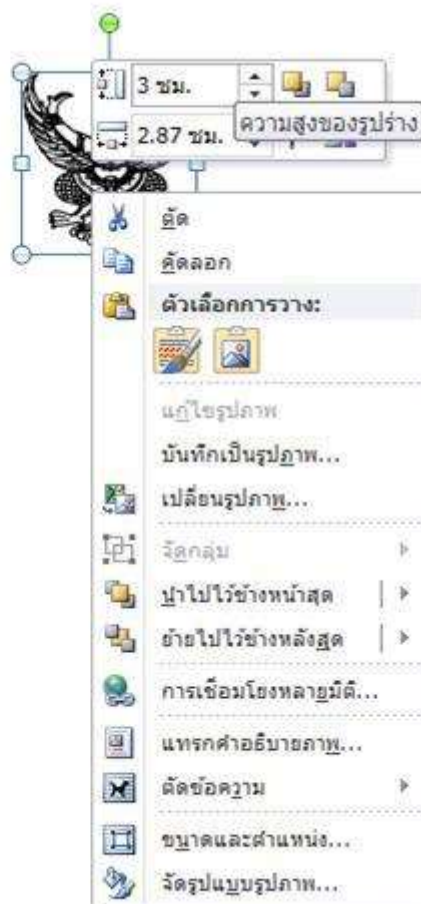 3 ซม.
2.87 ซม.
ความสูงของรูปร่าง
ตัด
คัดลอก
ตัวเลือกการวาง:
แก้ไขรูปภาพ
บันทึกเป็นรูปภาพ...
เปลี่ยนรูปภาพ...
จัดกลุ่ม
นำไปไว้ข้างหน้าสุด
ย้ายไปไว้ข้างหลังสุด
การเชื่อมโยงหลายมิติ...
แทรกคำอธิบายภาพ...
ตัดข้อความ
ขนาดและตำแหน่ง...
จัดรูปแบบรูปภาพ...